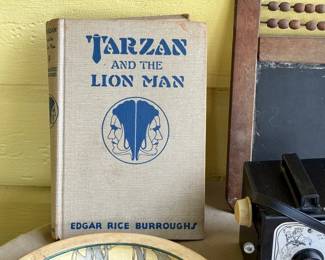 TARZAN
AND THE
LION MAN
EDGAR RICE BURROUGHS